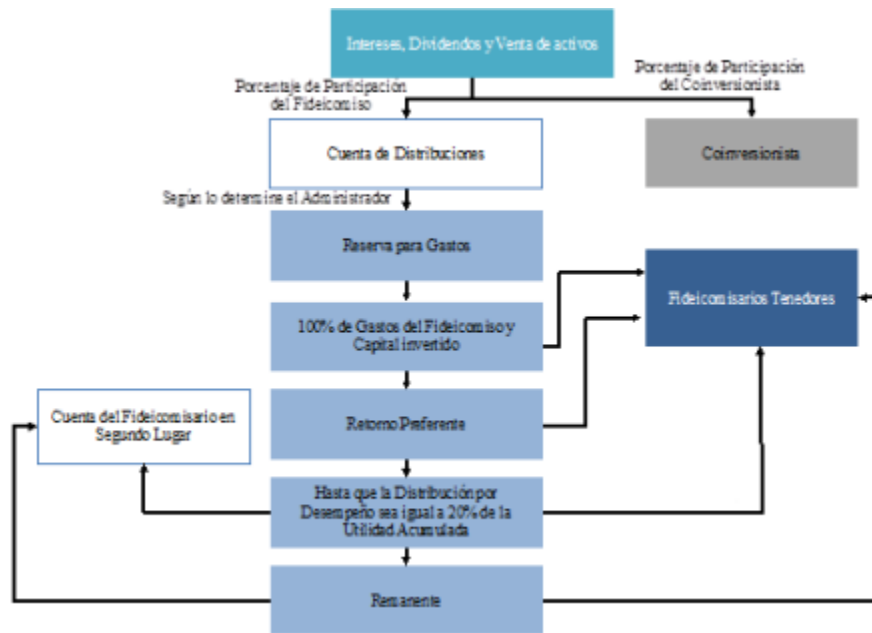 Intereses, Dividendos y Venta de activos
Porcentaje de Participación
del Fideicomiso
Porcentaje de Participación
del Coinversionista
Cuenta de Distribuciones
Coinversionista
Según lo determine el Administrador
Reserva para Gastos
Fideicomisarios Tenedores
100% de Gastos del Fideicomiso y
Capital invertido
Cuenta del Fideicomisario en
Segundo Lugar
Retorno Preferente
Hasta que la Distribución por
Desempeño sea igual a 20% de la
Utilidad Acumulada
Remanente